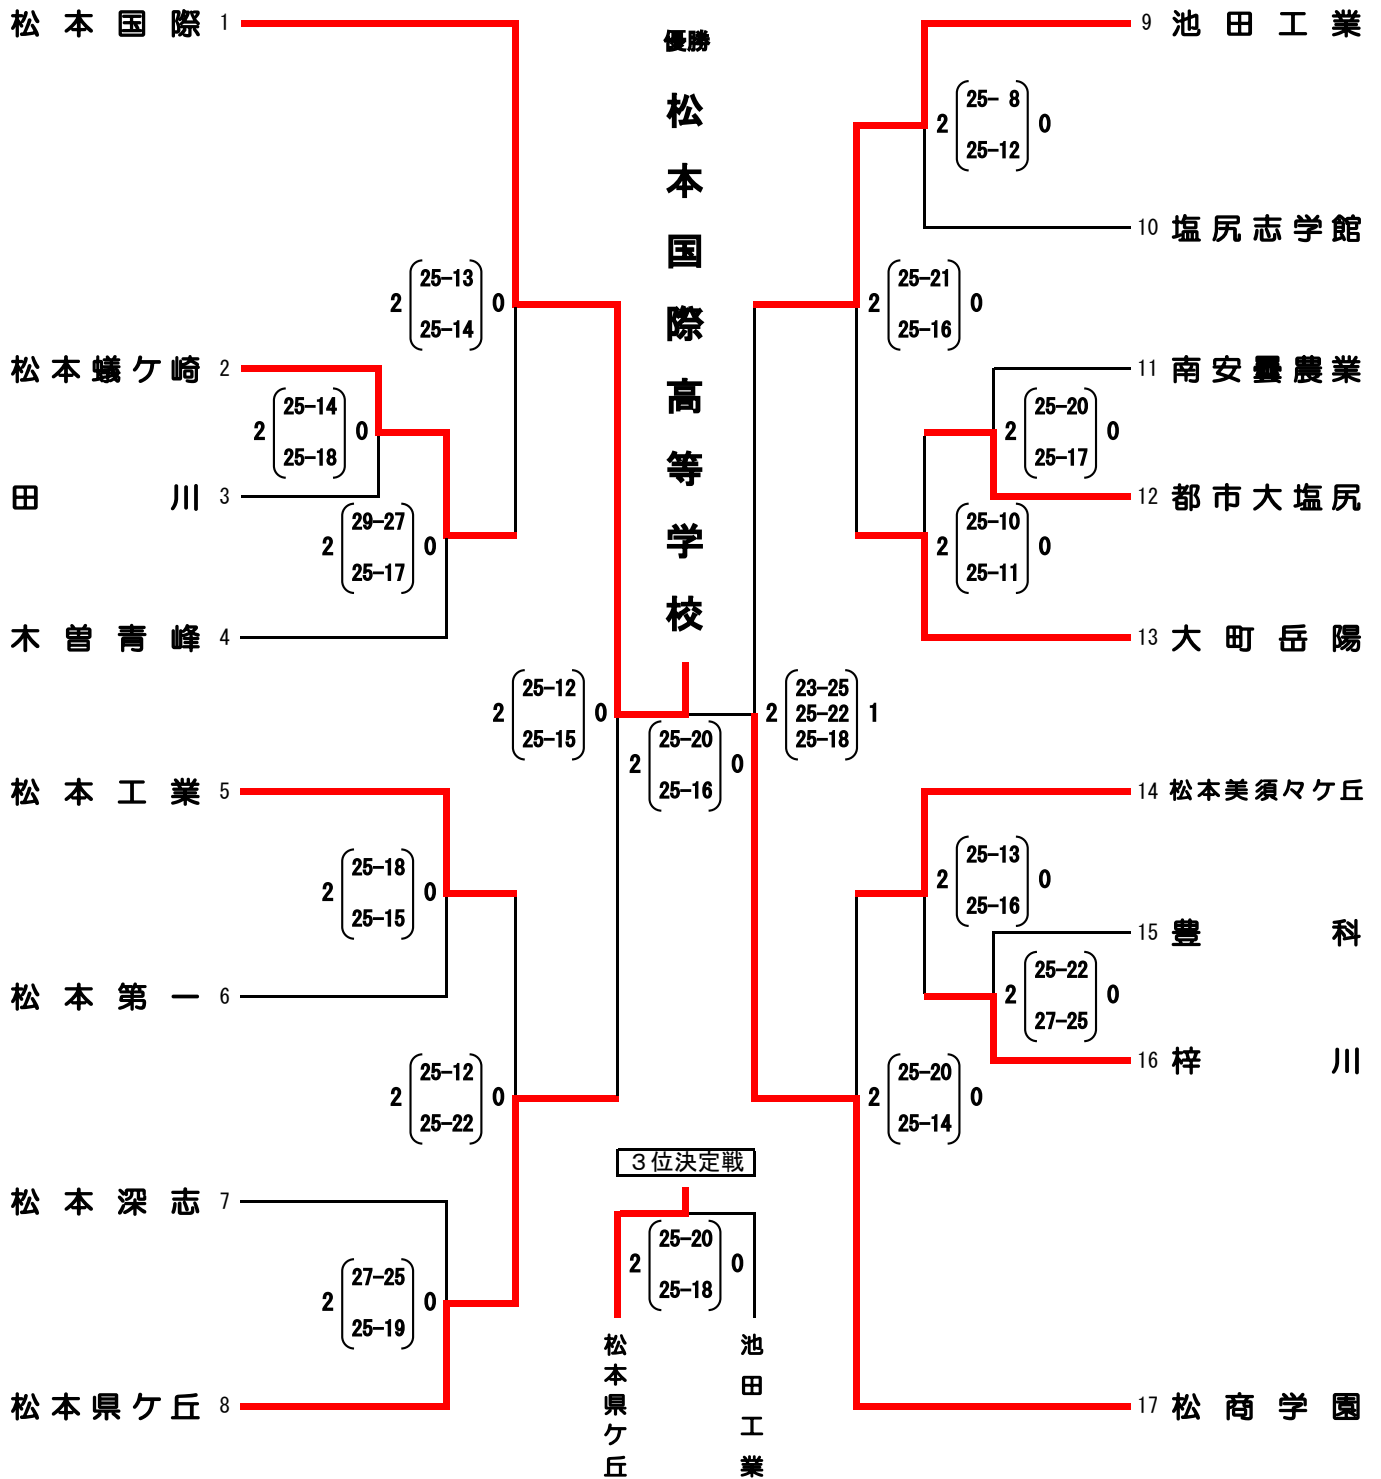 優勝
松本国際高等学校
松本国際 1
2 25-13 0
25-14
松本蟻ケ崎 2
2 25-14 0
25-18
田川 3
2 29-27 0
25-17
木曽青峰 4
2 25-12 0
25-15
松本工業 5
2 25-18 0
25-15
松本第一 6
2 25-12 0
25-22
松本深志 7
2 27-25 0
25-19
松本県ケ丘 8
2 25-20 0
25-16
9 池田工業
2 25- 8 0
25-12
10 塩尻志学館
2 25-21 0
25-16
11 南安曇農業
2 25-20 0
25-17
12 都市大塩尻
2 25-10 0
25-11
13 大町岳陽
23-25
2 25-22 1
25-18
14 松本美須々ケ丘
2 25-13 0
25-16
15 豊科
2 25-22 0
27-25
16 梓川
2 25-20 0
25-14
17 松商学園
３位決定戦
2 25-20 0
25-18
松本県ケ丘
池田工業